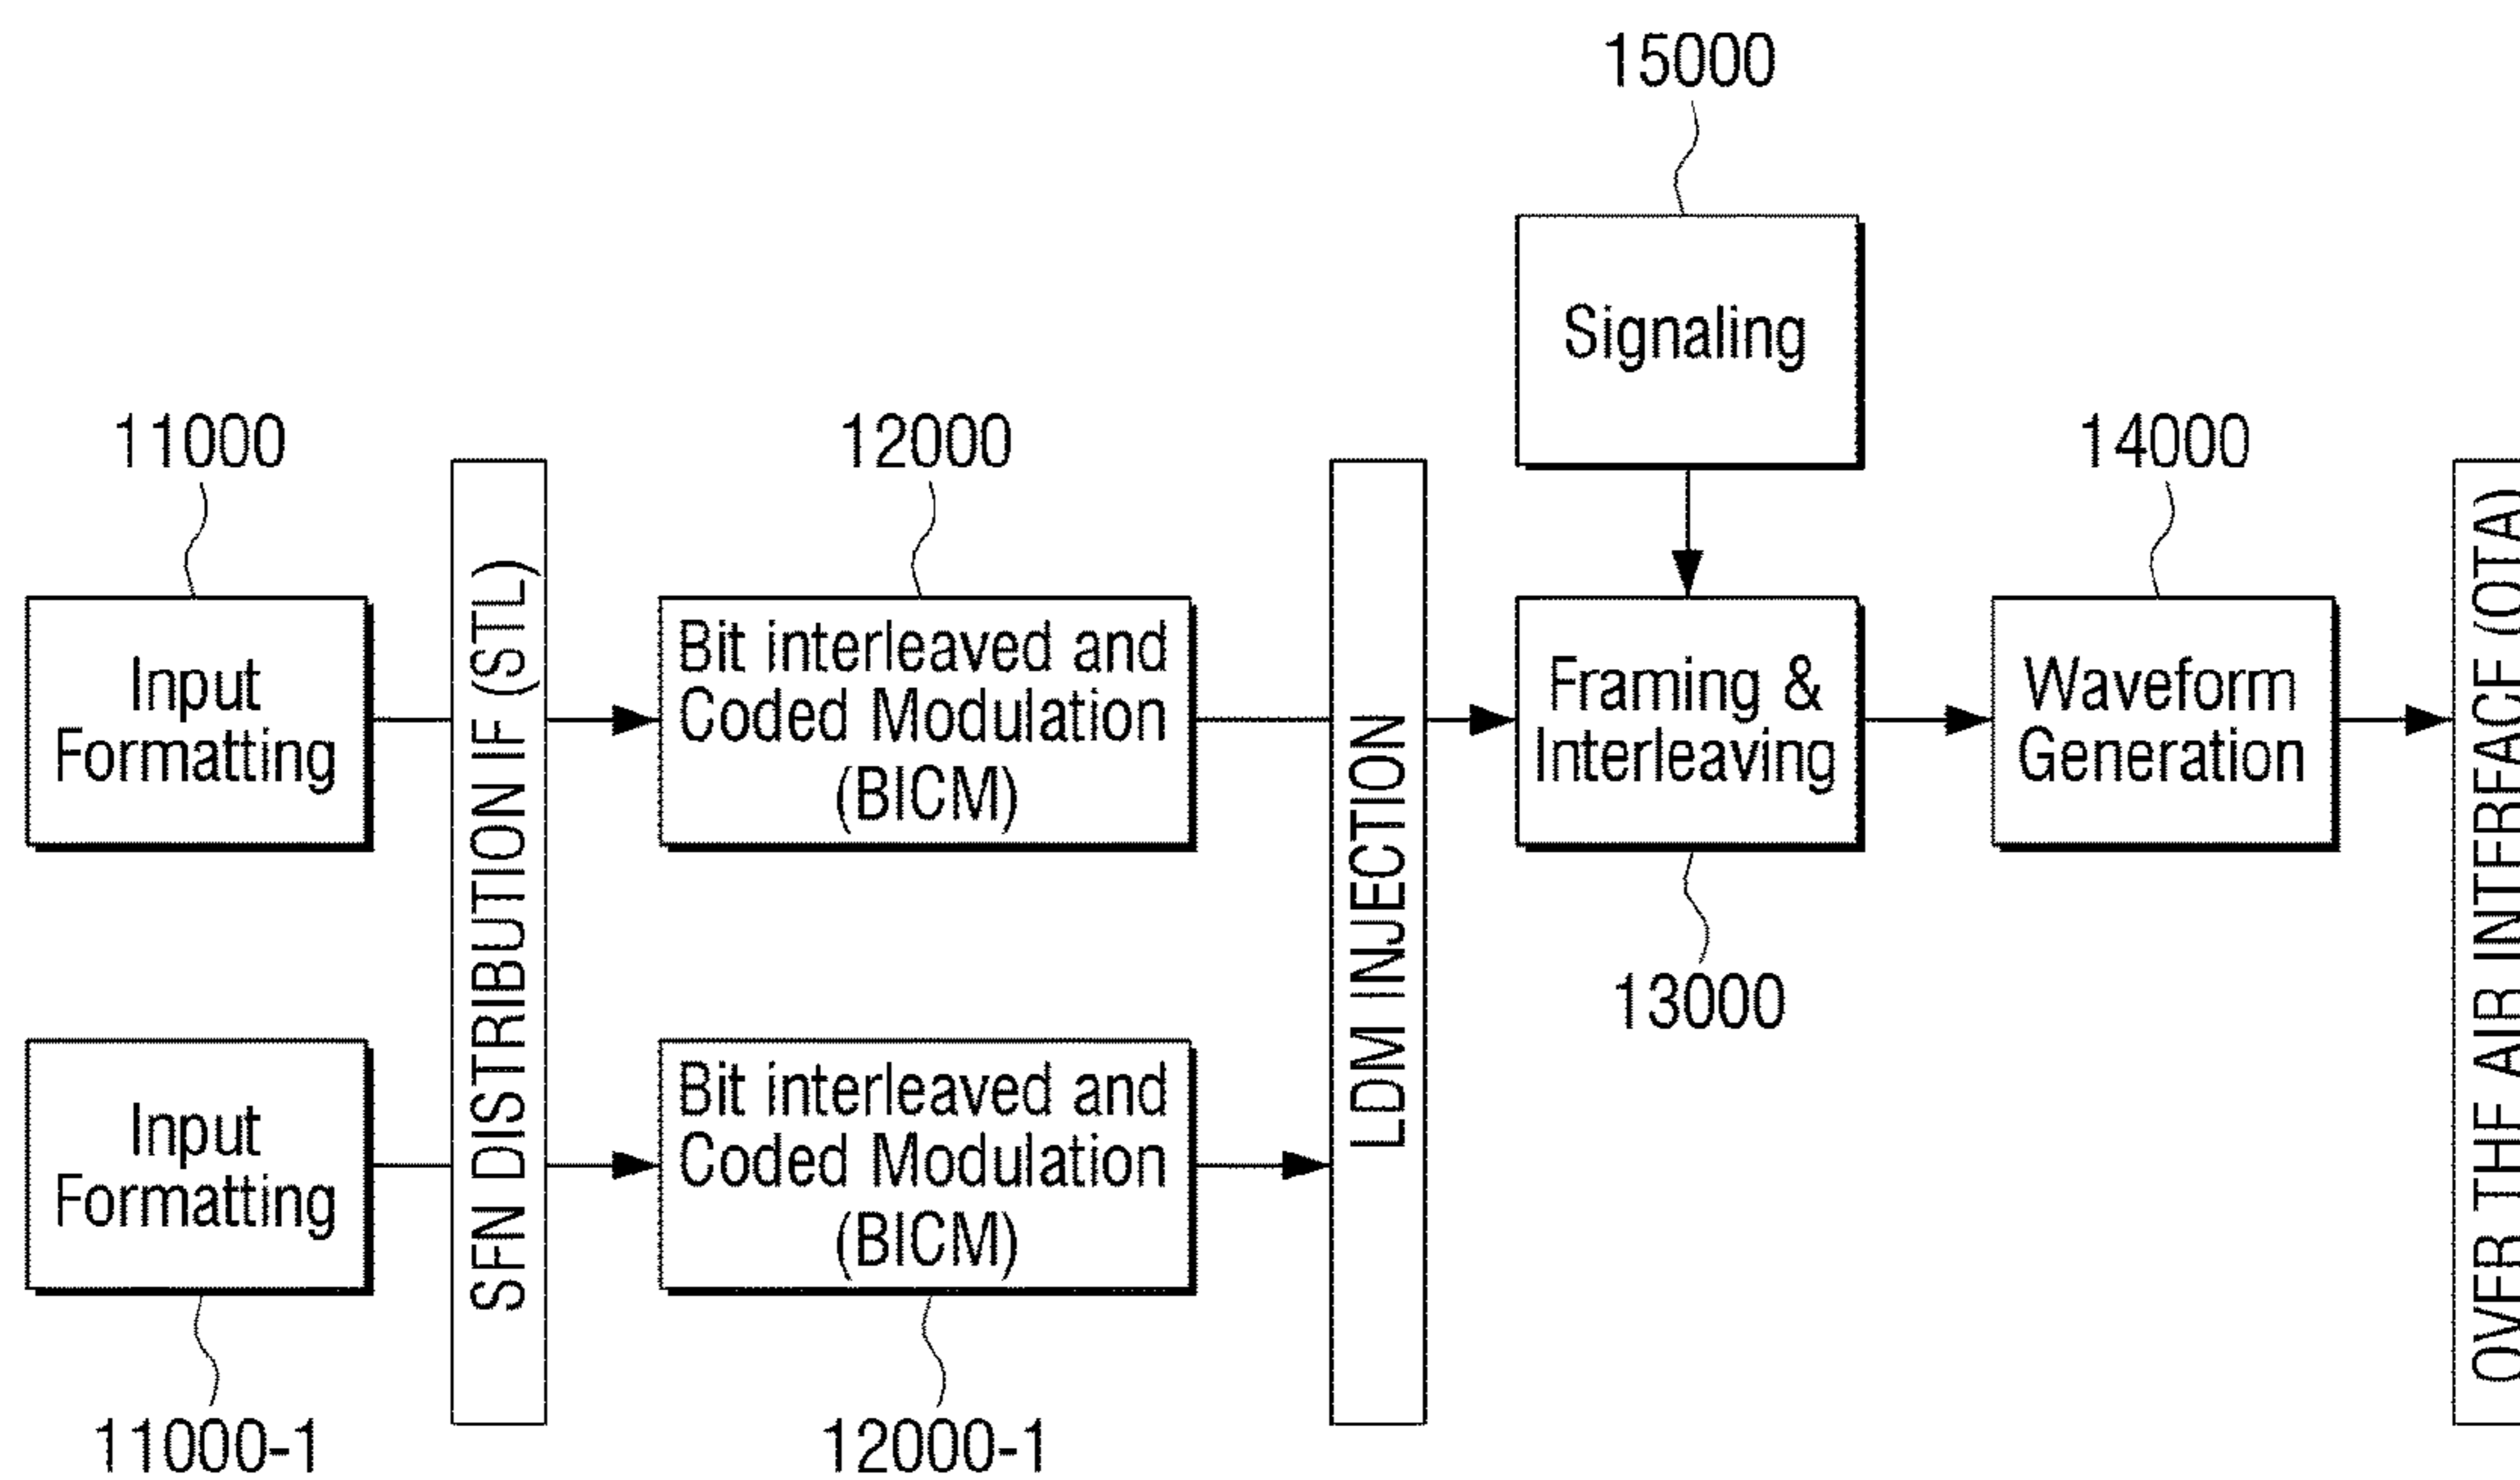 15000
Signaling
11000
12000
14000
Input
Formatting
SFN DISTRIBUTION IF (STL)
Bit interleaved and
Coded Modulation
(BICM)
LDM INJECTION
Framing &
Interleaving
Waveform
Generation
OVER THE AIR INTERFACE (OTA)
13000
Input
Formatting
Bit interleaved and
Coded Modulation
(BICM)
11000-1
12000-1